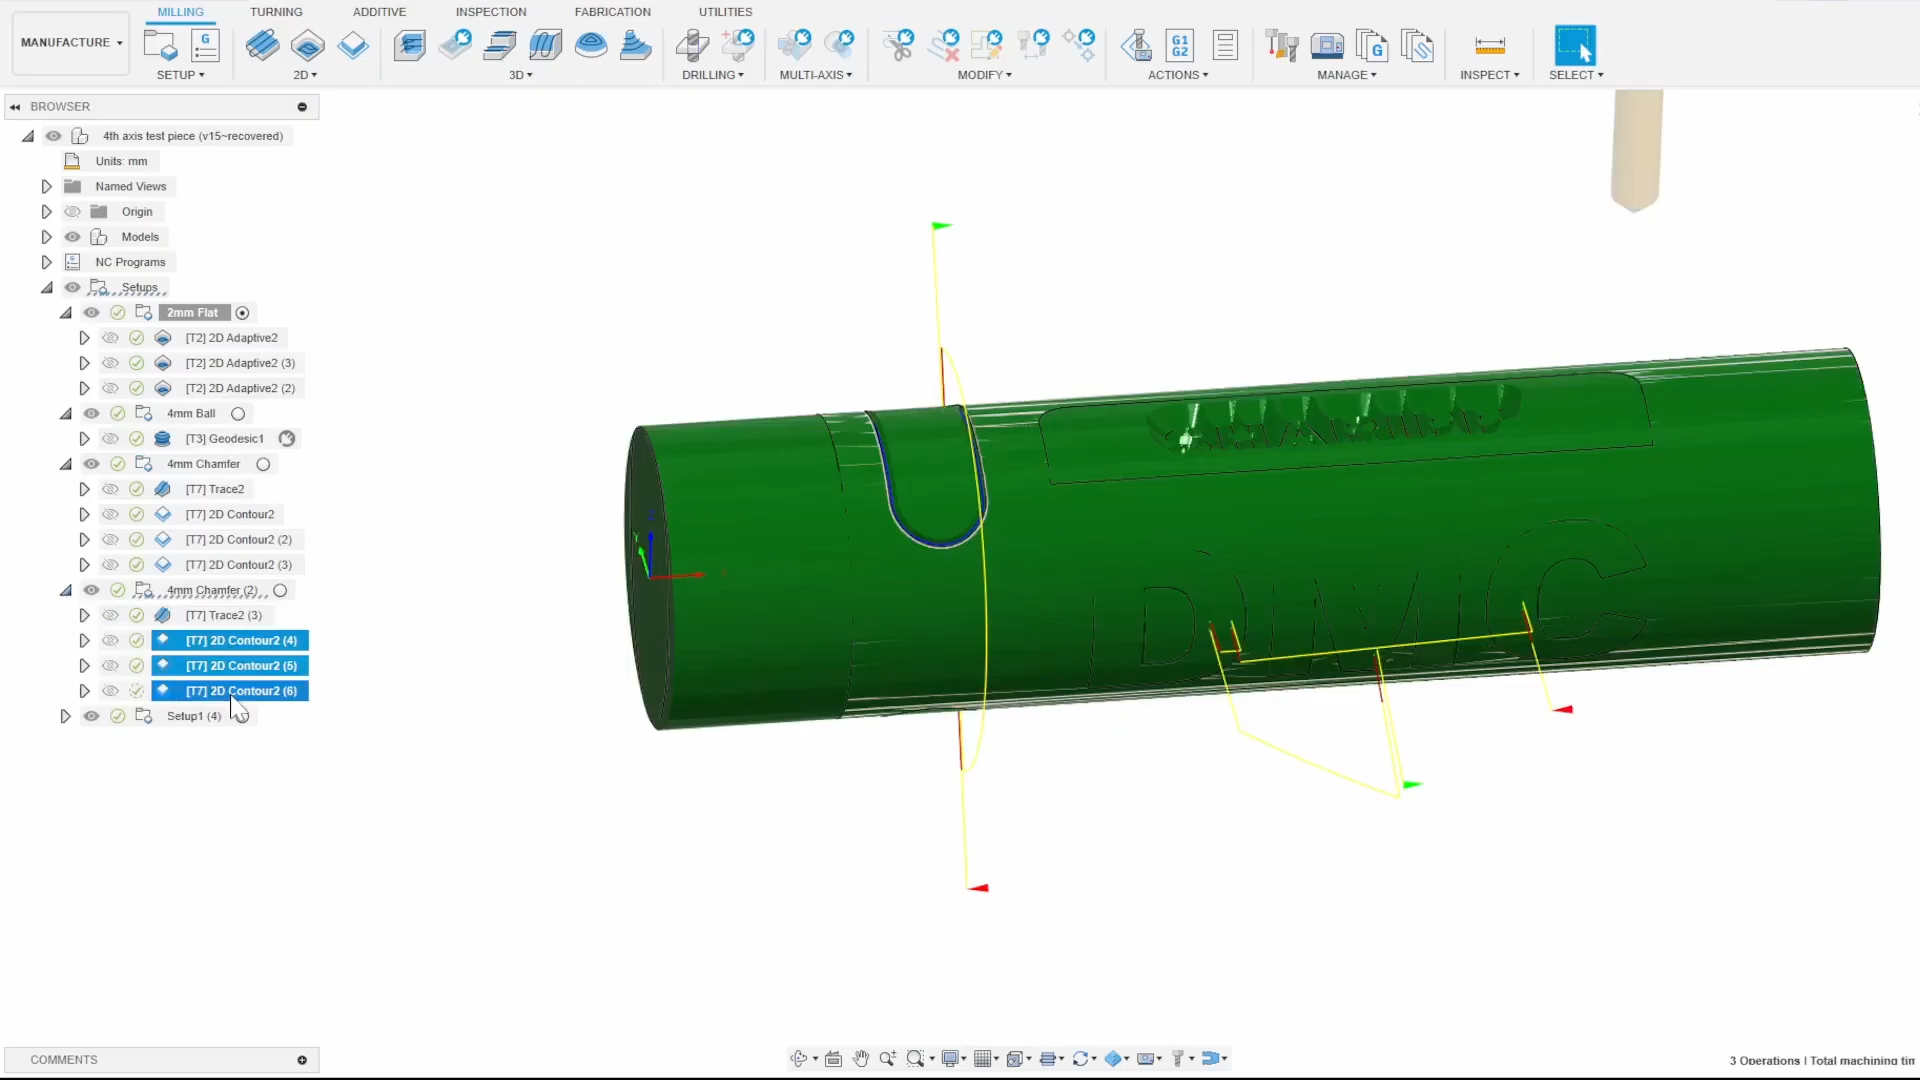 MILLING TURNING ADDITIVE INSPECTION FABRICATION UTILITIES
MANUFACTURE
G G1 G2 G
SETUP 2D 3D DRILLING MULTI-AXIS MODIFY ACTIONS MANAGE INSPECT SELECT
BROWSER
4th axis test piece (v15~recovered)
Units: mm
Named Views
Origin
Models
NC Programs
Setups
2mm Flat
[T2] 2D Adaptive2
[T2] 2D Adaptive2 (3)
[T2] 2D Adaptive2 (2)
4mm Ball
[T3] Geodesic1
4mm Chamfer
[T7] Trace2
[T7] 2D Contour2
[T7] 2D Contour2 (2)
[T7] 2D Contour2 (3)
4mm Chamfer (2)
[T7] Trace2 (3)
[T7] 2D Contour2 (4)
[T7] 2D Contour2 (5)
[T7] 2D Contour2 (6)
Setup1 (4)
Y
DMC
COMMENTS
3 Operations | Total machining tim